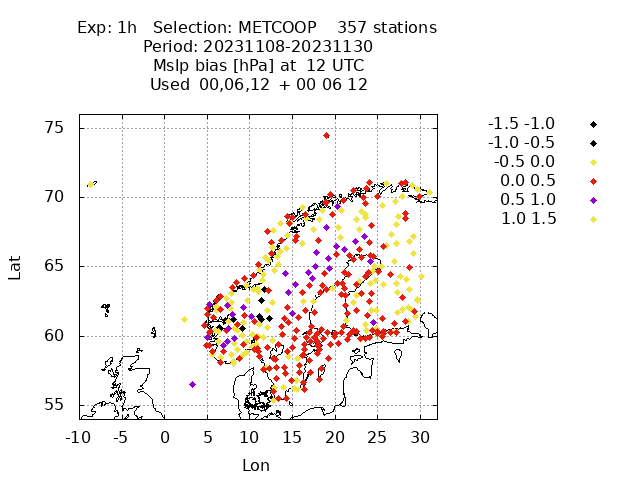 Exp: 1h   Selection: METCOOP    357 stations
Period: 20231108-20231130
Mslp bias [hPa] at  12 UTC
Used 00,06,12  + 00 06 12
-1.5 -1.0
-1.0 -0.5
-0.5 0.0
0.0 0.5
0.5 1.0
1.0 1.5
75
70
65
60
55
Lat
-10 -5 0 5 10 15 20 25 30
Lon